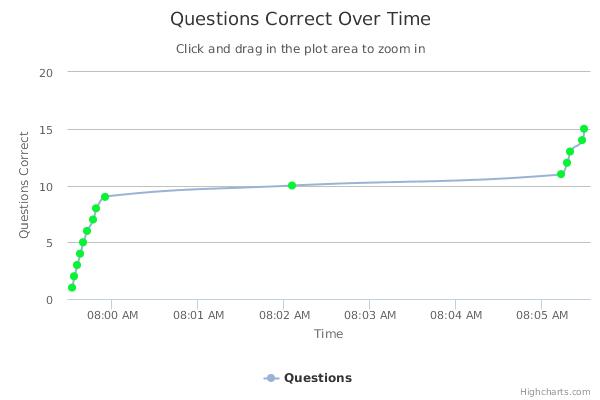 Questions Correct Over Time
Click and drag in the plot area to zoom in
Questions Correct
20
15
10
5
0
08:00 AM 08:01 AM 08:02 AM 08:03 AM 08:04 AM 08:05 AM
Time
Questions
Highcharts.com